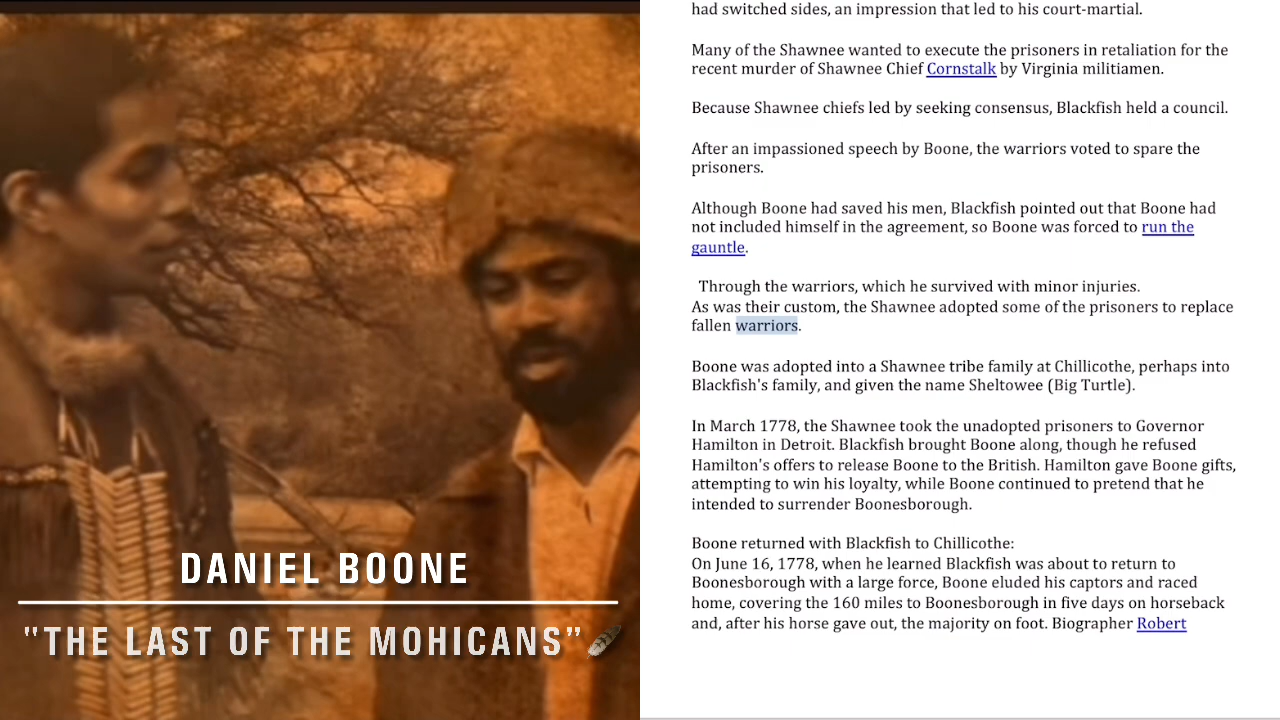 DANIEL BOONE
"THE LAST OF THE MOHICANS”
had switched sides, an impression that led to his court-martial.
Many of the Shawnee wanted to execute the prisoners in retaliation for the
recent murder of Shawnee Chief Cornstalk by Virginia militiamen.
Because Shawnee chiefs led by seeking consensus, Blackfish held a council.
After an impassioned speech by Boone, the warriors voted to spare the
prisoners.
Although Boone had saved his men, Blackfish pointed out that Boone had
not included himself in the agreement, so Boone was forced to run the
gauntle.
Through the warriors, which he survived with minor injuries.
As was their custom, the Shawnee adopted some of the prisoners to replace
fallen warriors.
Boone was adopted into a Shawnee tribe family at Chillicothe, perhaps into
Blackfish's family, and given the name Sheltowee (Big Turtle).
In March 1778, the Shawnee took the unadopted prisoners to Governor
Hamilton in Detroit. Blackfish brought Boone along, though he refused
Hamilton's offers to release Boone to the British. Hamilton gave Boone gifts,
attempting to win his loyalty, while Boone continued to pretend that he
intended to surrender Boonesborough.
Boone returned with Blackfish to Chillicothe:
On June 16, 1778, when he learned Blackfish was about to return to
Boonesborough with a large force, Boone eluded his captors and raced
home, covering the 160 miles to Boonesborough in five days on horseback
and, after his horse gave out, the majority on foot. Biographer Robert